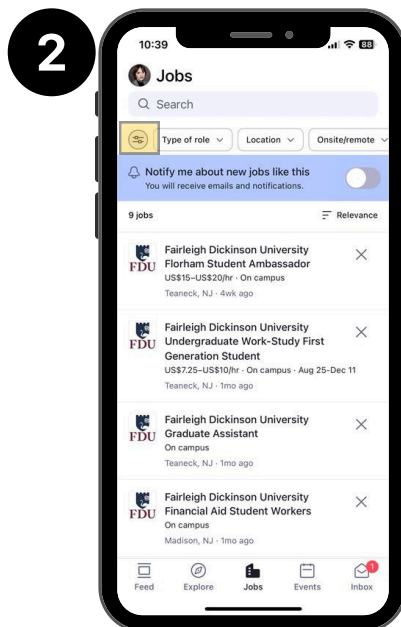 2
10:39
88
Jobs
Search
Type of role
Location
Onsite/remote
Notify me about new jobs like this
You will receive emails and notifications.
9 jobs
Relevance
Fairleigh Dickinson University
Florham Student Ambassador
US$15–US$20/hr · On campus
Teaneck, NJ · 4wk ago
FDU
Fairleigh Dickinson University
Undergraduate Work-Study First
Generation Student
US$7.25–US$10/hr · On campus · Aug 25-Dec 11
Teaneck, NJ · 1mo ago
FDU
Fairleigh Dickinson University
Graduate Assistant
On campus
Teaneck, NJ · 1mo ago
FDU
Fairleigh Dickinson University
Financial Aid Student Workers
On campus
Madison, NJ · 1mo ago
FDU
1
Feed
Explore
Jobs
Events
Inbox